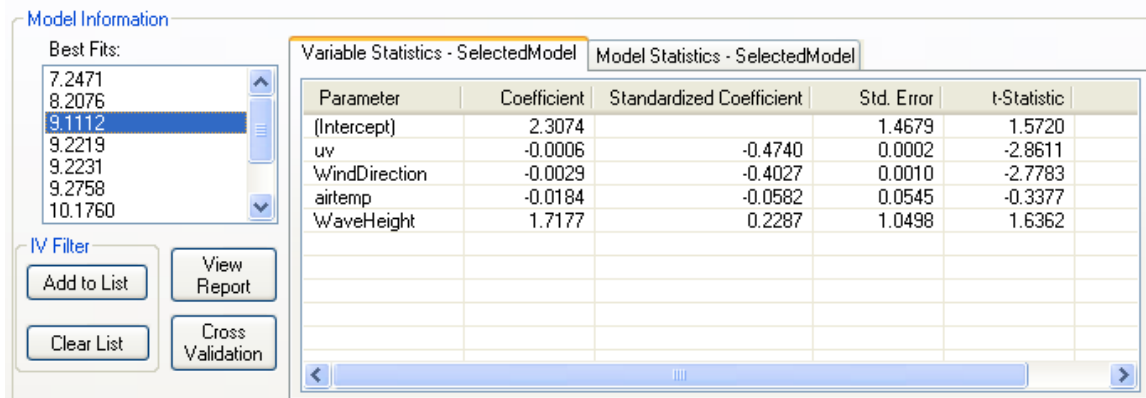 Model Information
Best Fits:
7.2471
8.2076
9.1112
9.2219
9.2231
9.2758
10.1760
IV Filter
Add to List
Clear List
View
Report
Cross
Validation
Variable Statistics - SelectedModel Model Statistics - SelectedModel
Parameter Coefficient Standardized Coefficient Std. Error t-Statistic
(Intercept) 2.3074 1.4679 1.5720
uv -0.0006 -0.4740 0.0002 -2.8611
WindDirection -0.0029 -0.4027 0.0010 -2.7783
airtemp -0.0184 -0.0582 0.0545 -0.3377
WaveHeight 1.7177 0.2287 1.0498 1.6362